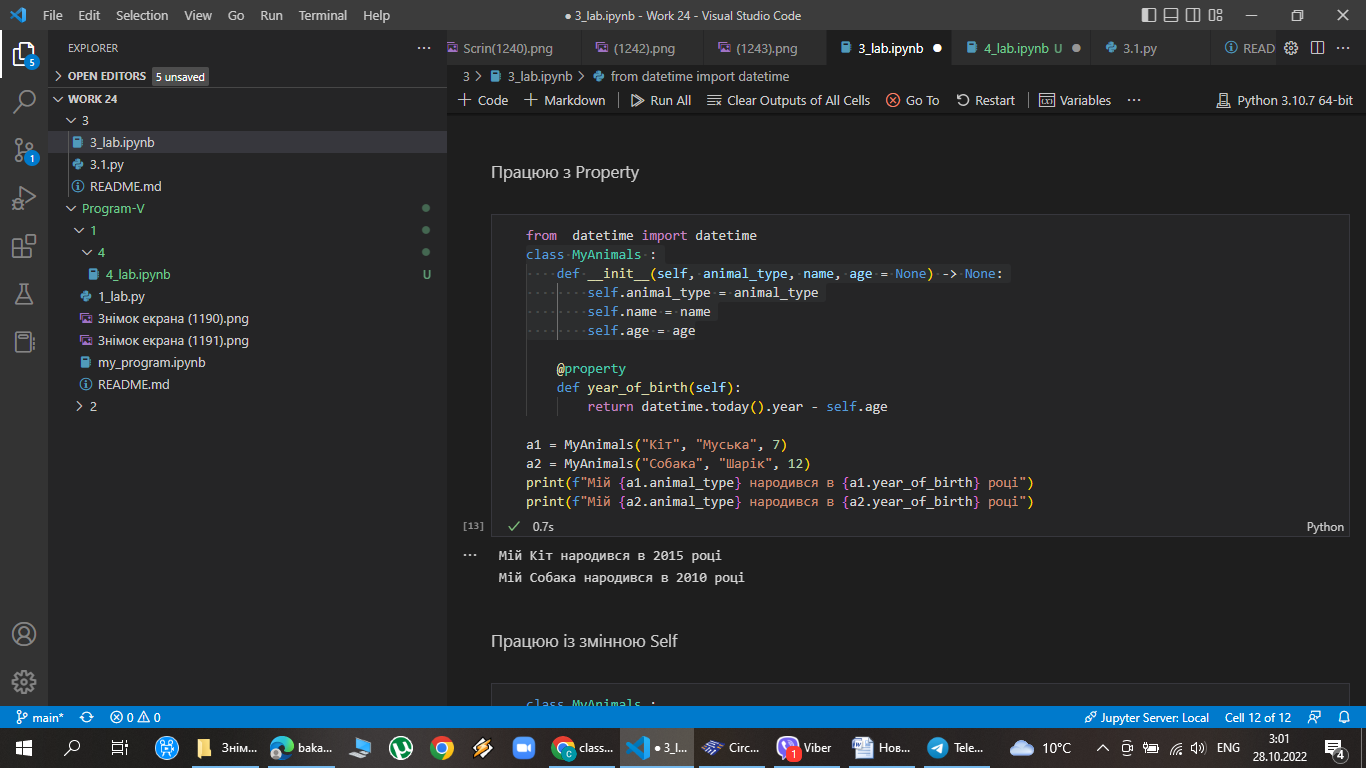 File Edit Selection View Go Run Terminal Help ● 3_lab.ipynb - Work 24 - Visual Studio Code
EXPLORER ···
Scrin(1240).png (1242).png (1243).png 3_lab.ipynb ● 4_lab.ipynb U ● 3.1.py READ ···
OPEN EDITORS 5 unsaved
3 > 3_lab.ipynb > from datetime import datetime
WORK 24
+ Code + Markdown Run All Clear Outputs of All Cells Go To Restart Variables ··· Python 3.10.7 64-bit
3
3_lab.ipynb
3.1.py
README.md
Program-V
1
4
4_lab.ipynb U
1_lab.py
Знімок екрана (1190).png
Знімок екрана (1191).png
my_program.ipynb
README.md
2
5
1
Працюю з Property
from  datetime import datetime
class MyAnimals :
    def __init__(self, animal_type, name, age = None) -> None:
        self.animal_type = animal_type
        self.name = name
        self.age = age
    @property
    def year_of_birth(self):
        return datetime.today().year - self.age
a1 = MyAnimals("Кіт", "Муська", 7)
a2 = MyAnimals("Собака", "Шарік", 12)
print(f"Мій {a1.animal_type} народився в {a1.year_of_birth} році")
print(f"Мій {a2.animal_type} народився в {a2.year_of_birth} році")
[13] ✓ 0.7s Python
··· Мій Кіт народився в 2015 році
Мій Собака народився в 2010 році
Працюю із змінною Self
class MyAnimals :
main* 0 0 Jupyter Server: Local Cell 12 of 12
Знім... baka... class... ● 3_l... Circ... 1 Viber Нов... Tele... 10°C ENG 3:01
28.10.2022 4